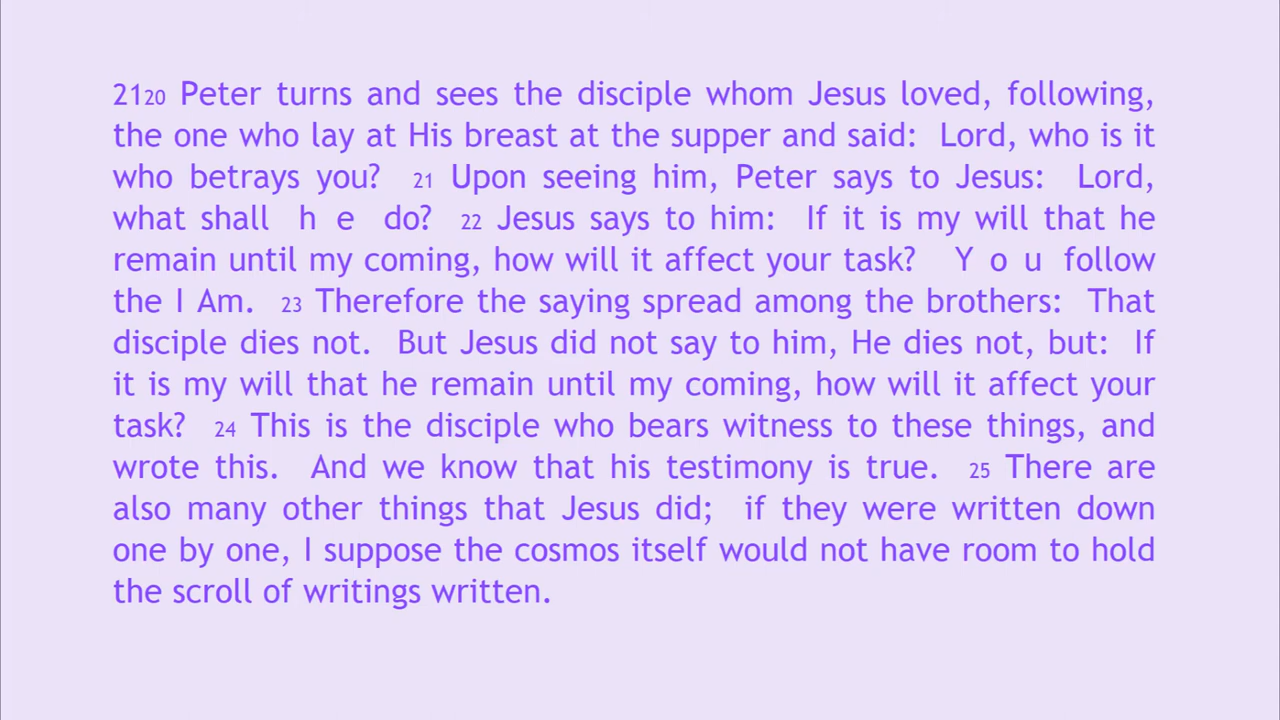 2120 Peter turns and sees the disciple whom Jesus loved, following,
the one who lay at His breast at the supper and said: Lord, who is it
who betrays you? 21 Upon seeing him, Peter says to Jesus: Lord,
what shall h e do? 22 Jesus says to him: If it is my will that he
remain until my coming, how will it affect your task? Y o u follow
the I Am. 23 Therefore the saying spread among the brothers: That
disciple dies not. But Jesus did not say to him, He dies not, but: If
it is my will that he remain until my coming, how will it affect your
task? 24 This is the disciple who bears witness to these things, and
wrote this. And we know that his testimony is true. 25 There are
also many other things that Jesus did; if they were written down
one by one, I suppose the cosmos itself would not have room to hold
the scroll of writings written.